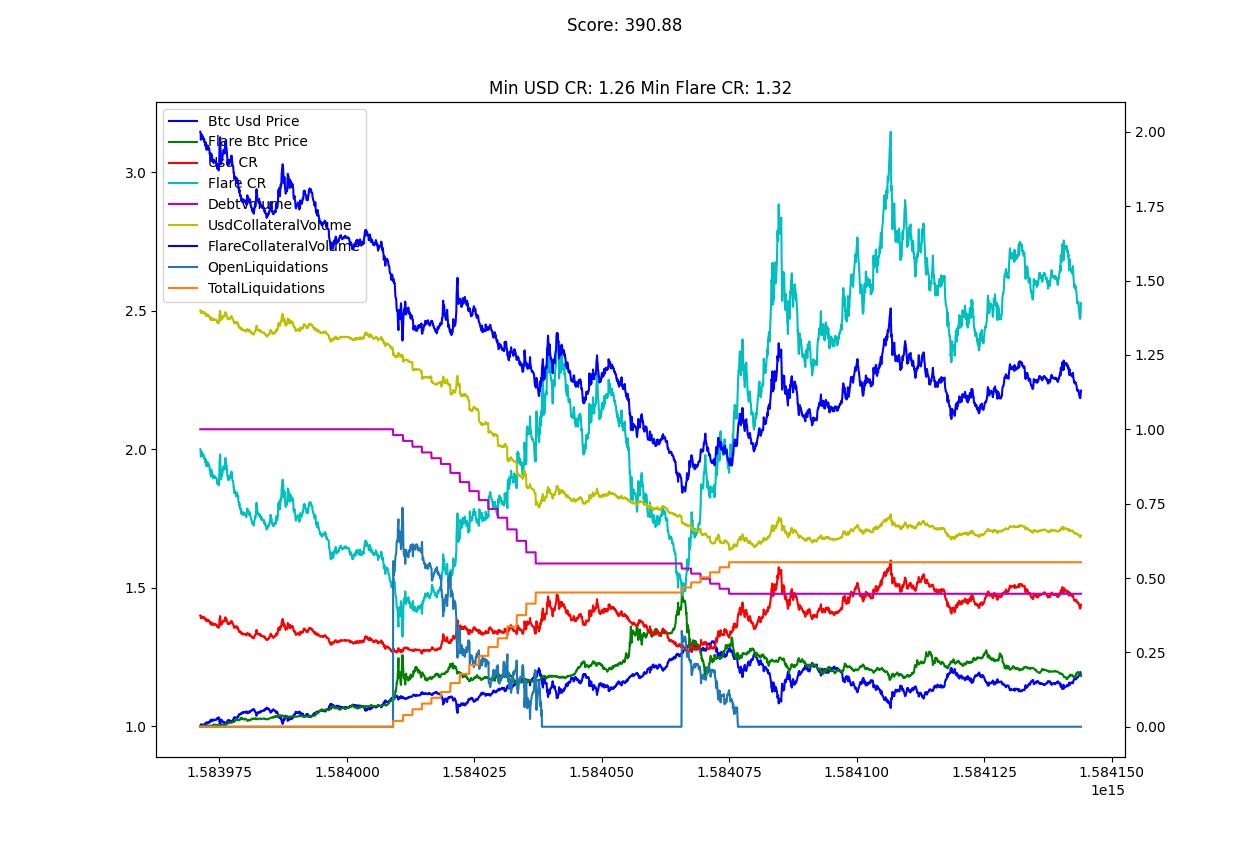 Score: 390.88
Min USD CR: 1.26 Min Flare CR: 1.32
Btc Usd Price
Flare Btc Price
Usd CR
Flare CR
DebtVolume
UsdCollateralVolume
FlareCollateralVolume
OpenLiquidations
TotalLiquidations
3.0
2.5
2.0
1.5
1.0
2.00
1.75
1.50
1.25
1.00
0.75
0.50
0.25
0.00
1.583975 1.584000 1.584025 1.584050 1.584075 1.584100 1.584125 1.584150
1e15